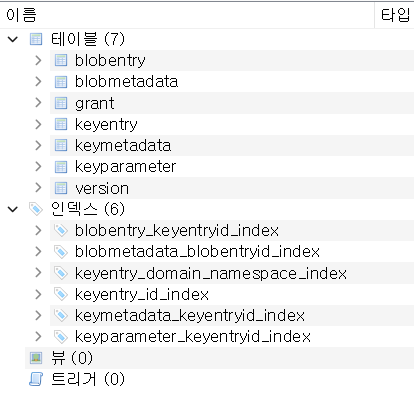 이름 타입
테이블 (7)
blobentry
blobmetadata
grant
keyentry
keymetadata
keyparameter
version
인덱스 (6)
blobentry_keyentryid_index
blobmetadata_blobentryid_index
keyentry_domain_namespace_index
keyentry_id_index
keymetadata_keyentryid_index
keyparameter_keyentryid_index
뷰 (0)
트리거 (0)